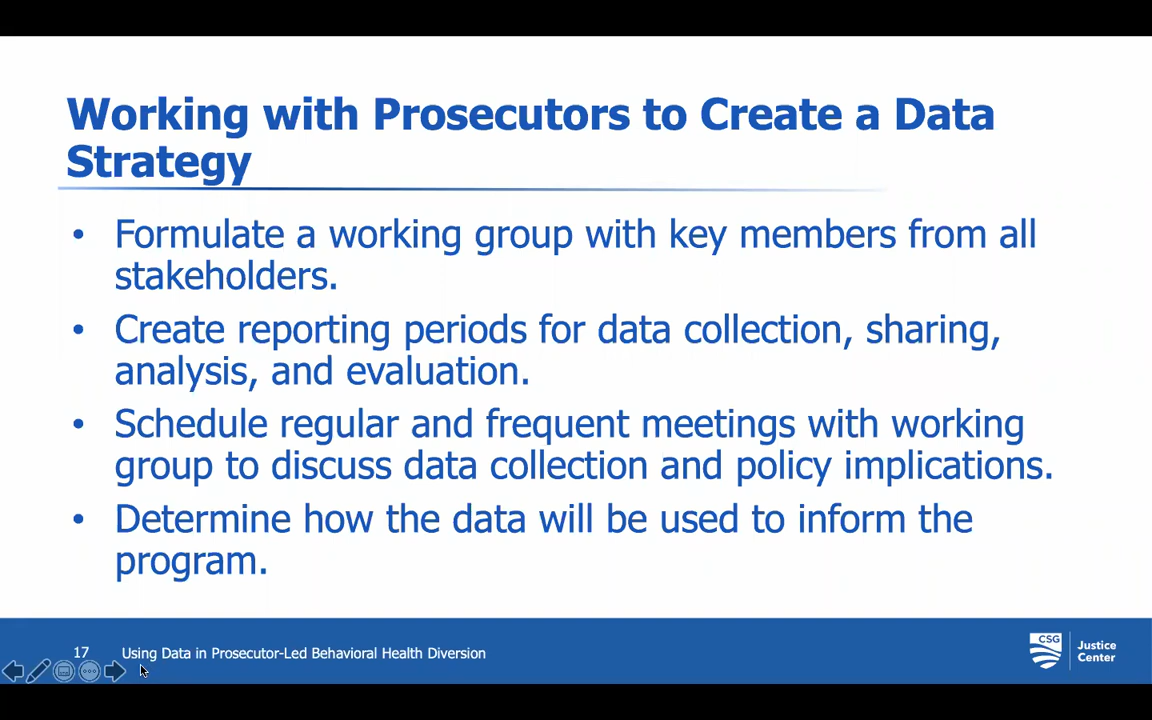 Working with Prosecutors to Create a Data
Strategy
• Formulate a working group with key members from all
stakeholders.
• Create reporting periods for data collection, sharing,
analysis, and evaluation.
• Schedule regular and frequent meetings with working
group to discuss data collection and policy implications.
• Determine how the data will be used to inform the
program.
17 Using Data in Prosecutor-Led Behavioral Health Diversion
CSG
Justice
Center